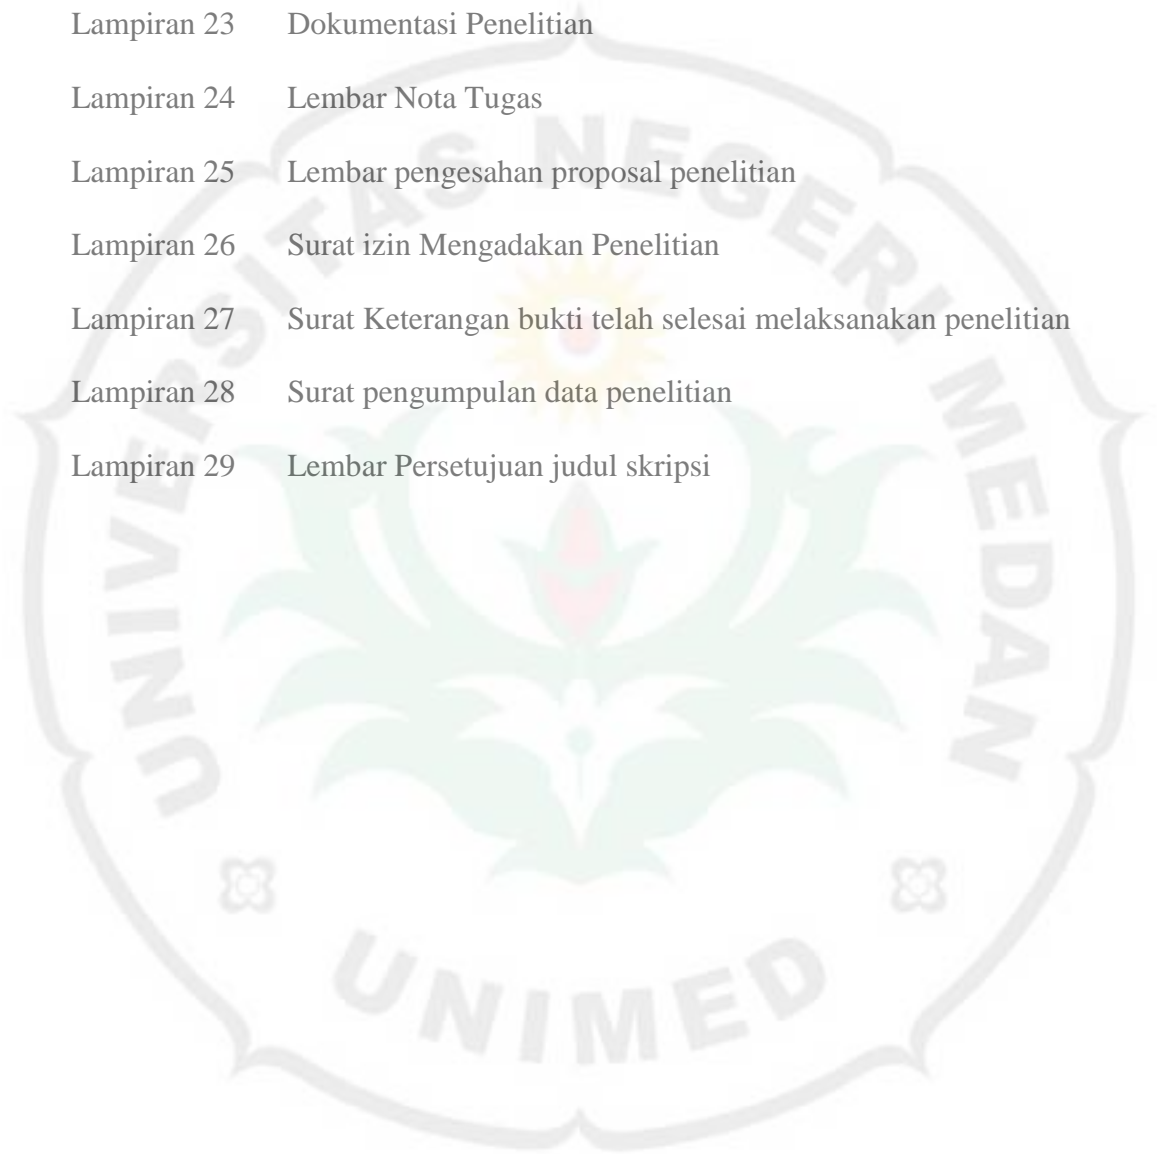 Lampiran 23 Dokumentasi Penelitian
Lampiran 24 Lembar Nota Tugas
Lampiran 25 Lembar pengesahan proposal penelitian
Lampiran 26 Surat izin Mengadakan Penelitian
Lampiran 27 Surat Keterangan bukti telah selesai melaksanakan penelitian
Lampiran 28 Surat pengumpulan data penelitian
Lampiran 29 Lembar Persetujuan judul skripsi
UNIVERSITAS NEGERI MEDAN
UNIMED